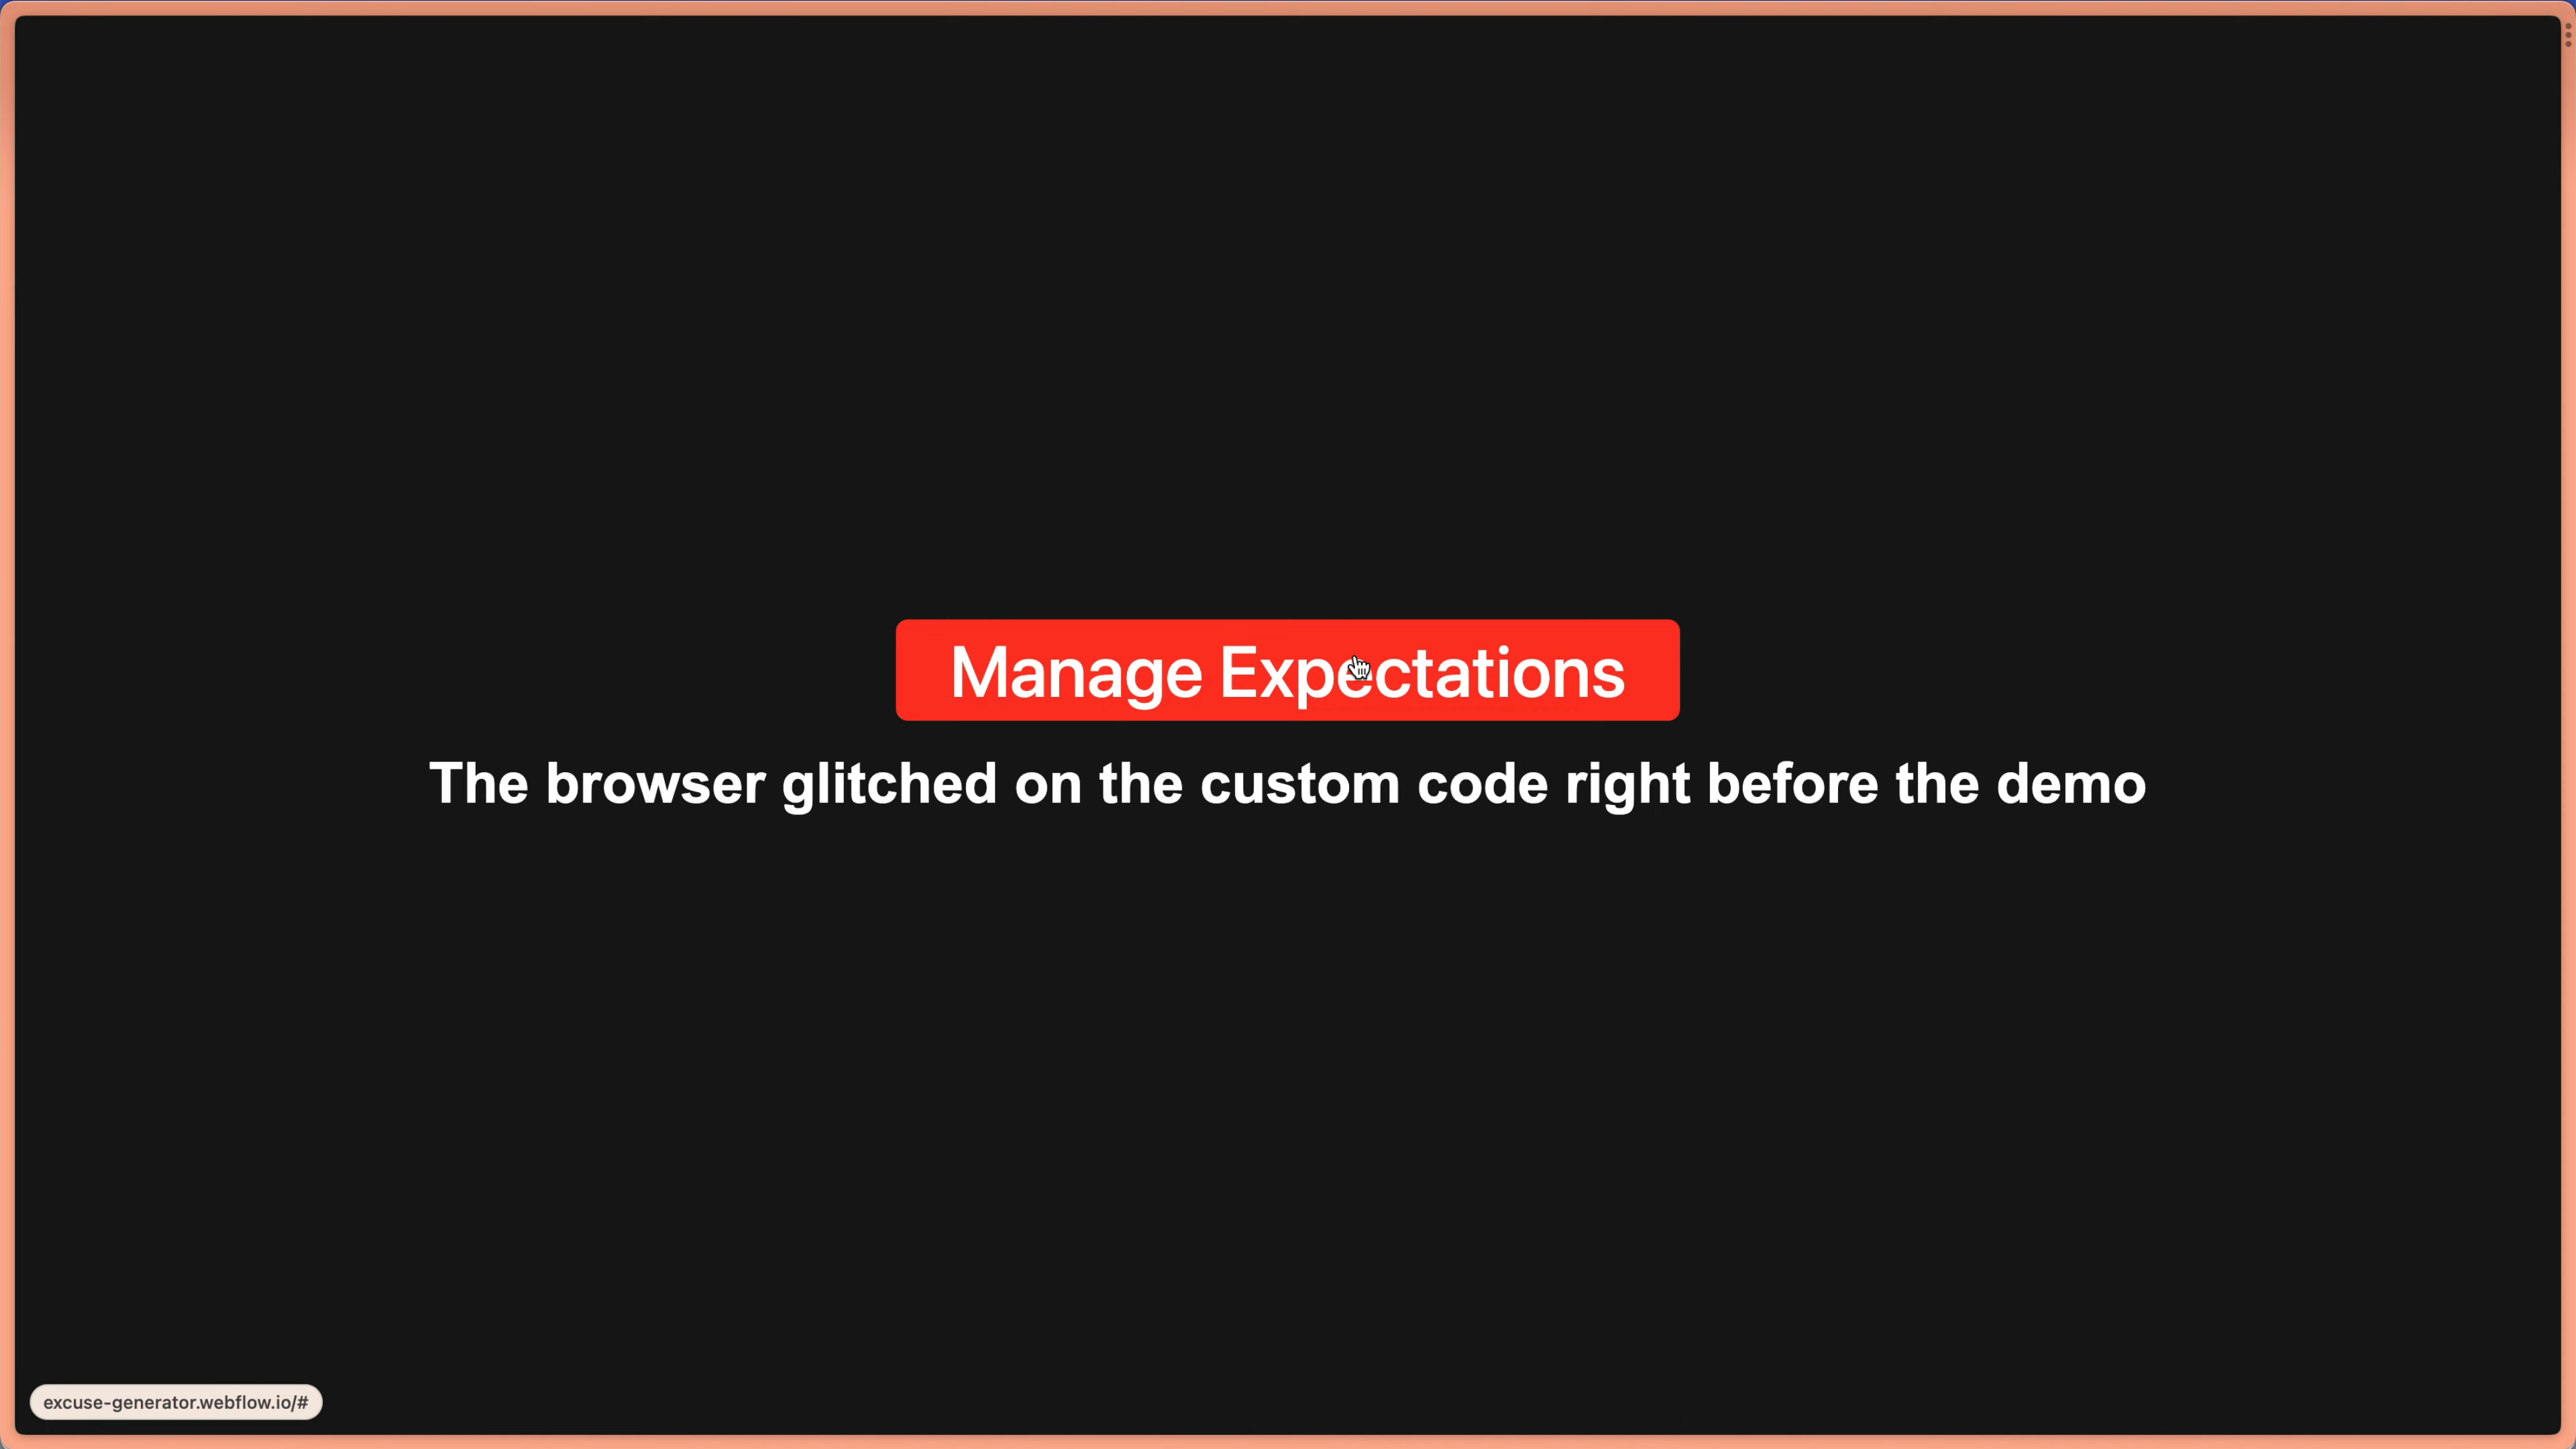 Manage Expectations
The browser glitched on the custom code right before the demo
excuse-generator.webflow.io/#